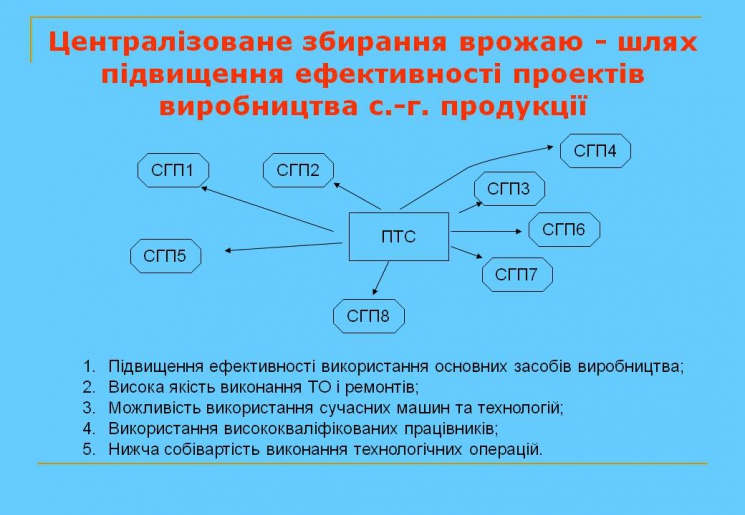 Централізоване збирання врожаю - шлях
підвищення ефективності проектів
виробництва с.-г. продукції
СГП4
СГП1
СГП2
СГП3
СГП6
ПТС
СГП5
СГП7
СГП8
1. Підвищення ефективності використання основних засобів виробництва;
2. Висока якість виконання ТО і ремонтів;
3. Можливість використання сучасних машин та технологій;
4. Використання висококваліфікованих працівників;
5. Нижча собівартість виконання технологічних операцій.